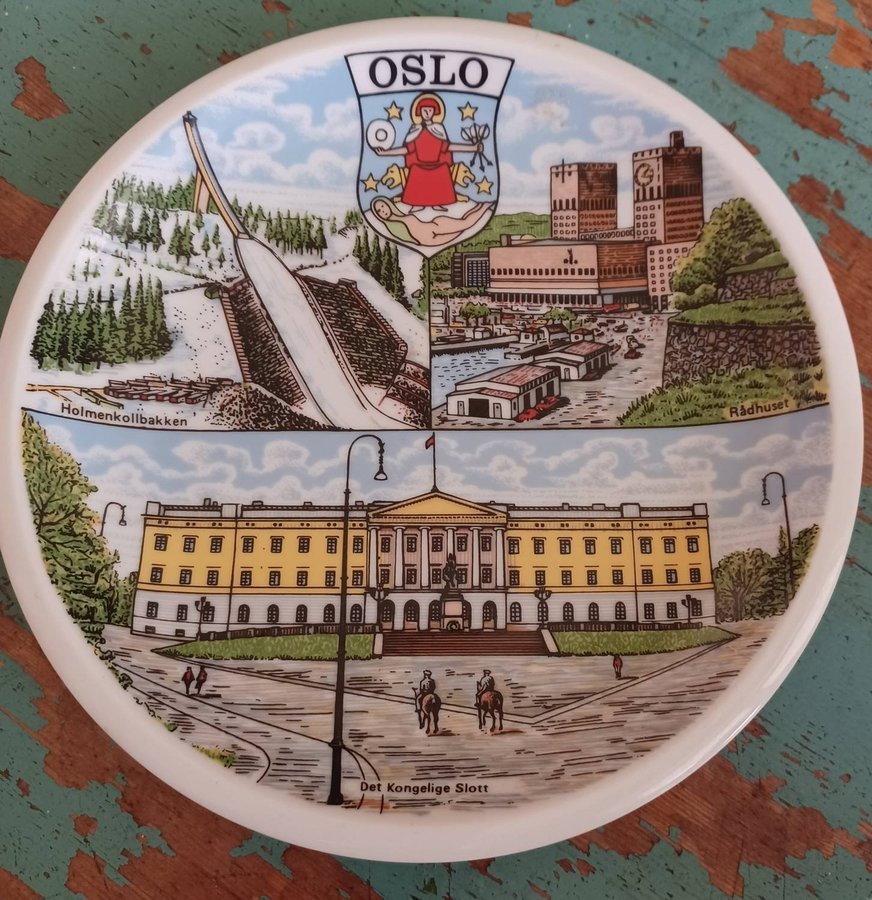 OSLO
Holmenkollbakken
Rådhuset
Det Kongelige Slott